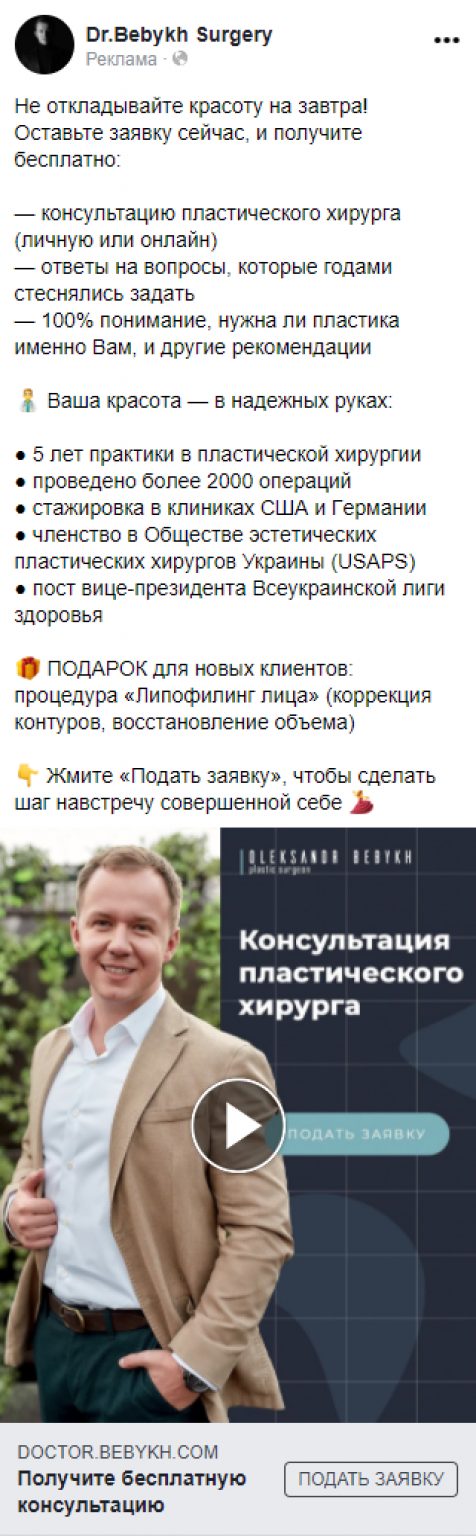 Dr.Bebykh Surgery
Реклама ·
Не откладывайте красоту на завтра!
Оставьте заявку сейчас, и получите
бесплатно:
— консультацию пластического хирурга
(личную или онлайн)
— ответы на вопросы, которые годами
стеснялись задать
— 100% понимание, нужна ли пластика
именно Вам, и другие рекомендации
Ваша красота — в надежных руках:
● 5 лет практики в пластической хирургии
● проведено более 2000 операций
● стажировка в клиниках США и Германии
● членство в Обществе эстетических
пластических хирургов Украины (USAPS)
● пост вице-президента Всеукраинской лиги
здоровья
🎁 ПОДАРОК для новых клиентов:
процедура «Липофилинг лица» (коррекция
контуров, восстановление объема)
👇 Жмите «Подать заявку», чтобы сделать
шаг навстречу совершенной себе 💃
OLEKSANDR BEBYKH
plastic surgeon
Консультация
пластического
хирурга
ПОДАТЬ ЗАЯВКУ
DOCTOR.BEBYKH.COM
Получите бесплатную
консультацию
ПОДАТЬ ЗАЯВКУ